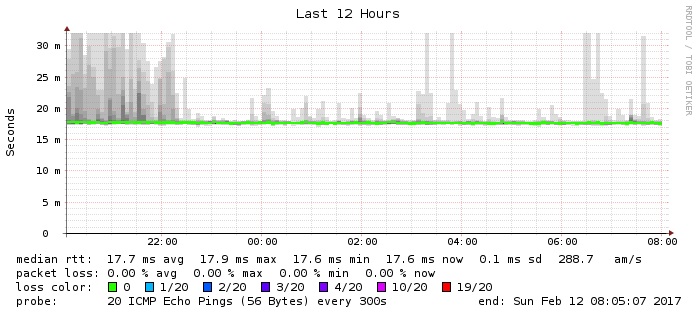 Last 12 Hours
RRDTOOL / TOBI OETIKER
Seconds
30 m
25 m
20 m
15 m
10 m
5 m
0
22:00 00:00 02:00 04:00 06:00 08:00
median rtt: 17.7 ms avg 17.9 ms max 17.6 ms min 17.6 ms now 0.1 ms sd 288.7 am/s
packet loss: 0.00 % avg 0.00 % max 0.00 % min 0.00 % now
loss color: 0 1/20 2/20 3/20 4/20 10/20 19/20
probe: 20 ICMP Echo Pings (56 Bytes) every 300s end: Sun Feb 12 08:05:07 2017